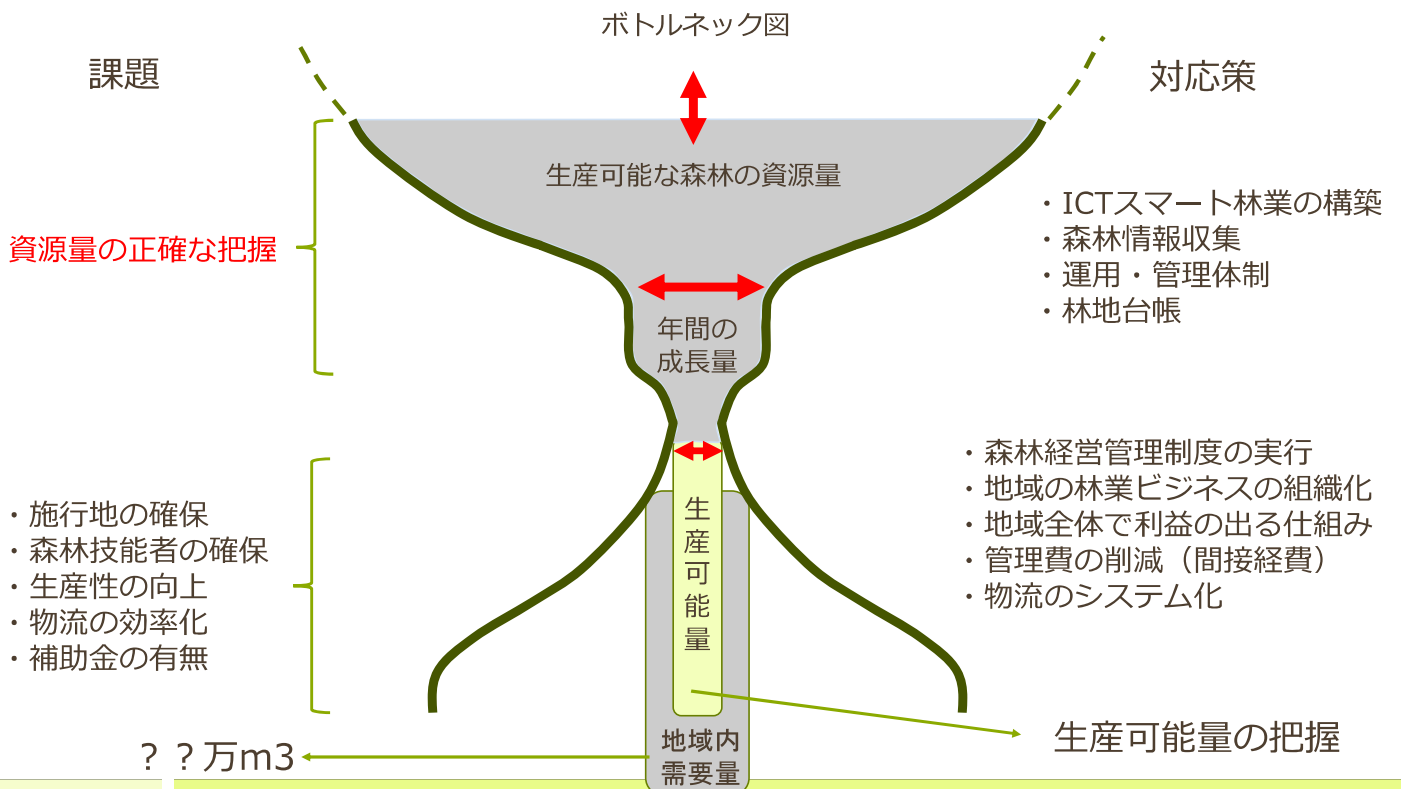 ボトルネック図
課題
対応策
生産可能な森林の資源量
資源量の正確な把握
・ICTスマート林業の構築
・森林情報収集
・運用・管理体制
・林地台帳
年間の
成長量
・施行地の確保
・森林技能者の確保
・生産性の向上
・物流の効率化
・補助金の有無
・森林経営管理制度の実行
・地域の林業ビジネスの組織化
・地域全体で利益の出る仕組み
・管理費の削減（間接経費）
・物流のシステム化
生産可能量
生産可能量の把握
？？万m3
地域内
需要量